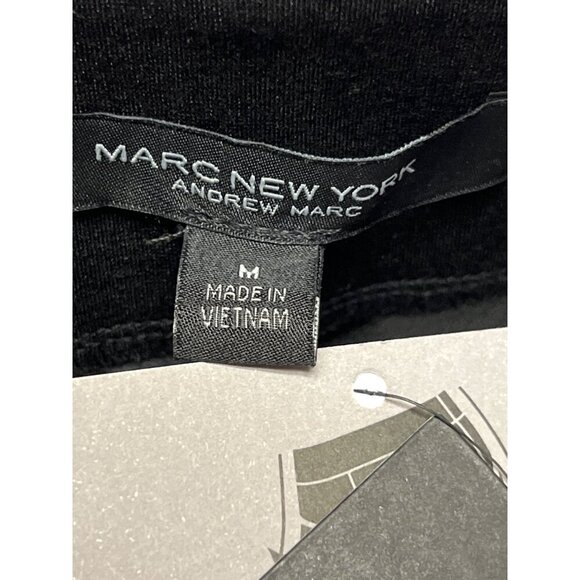 MARC NEW YORK
ANDREW MARC
M
MADE IN
VIETNAM